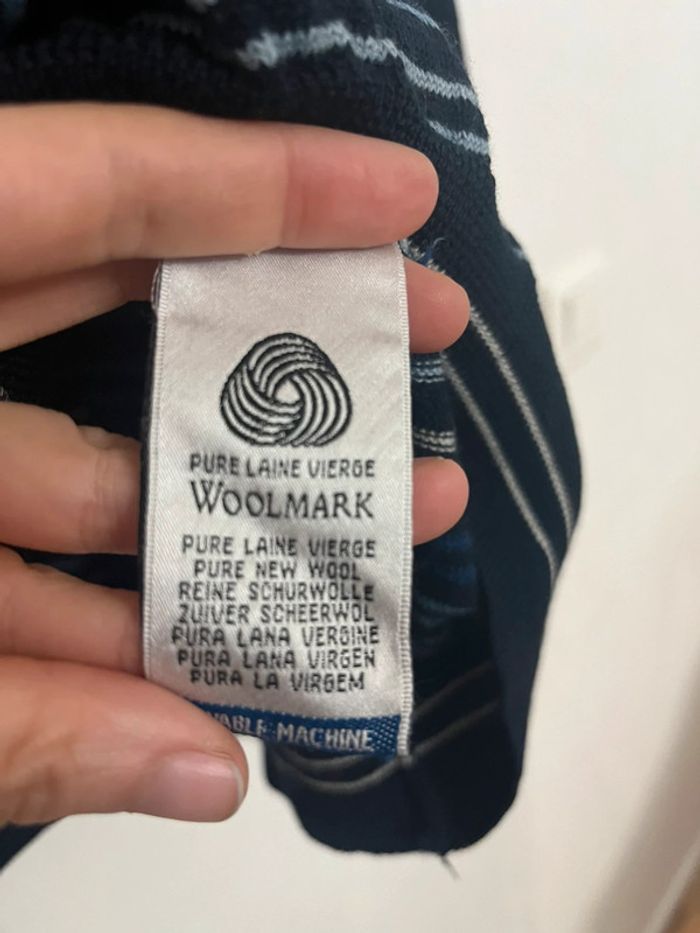 PURE LAINE VIERGE
WOOLMARK
PURE LAINE VIERGE
PURE NEW WOOL
REINE SCHURWOLLE
ZUIVER SCHEERWOL
PURA LANA VERGINE
PURA LANA VIRGEN
PURA LA VIRGEM
MACHINE